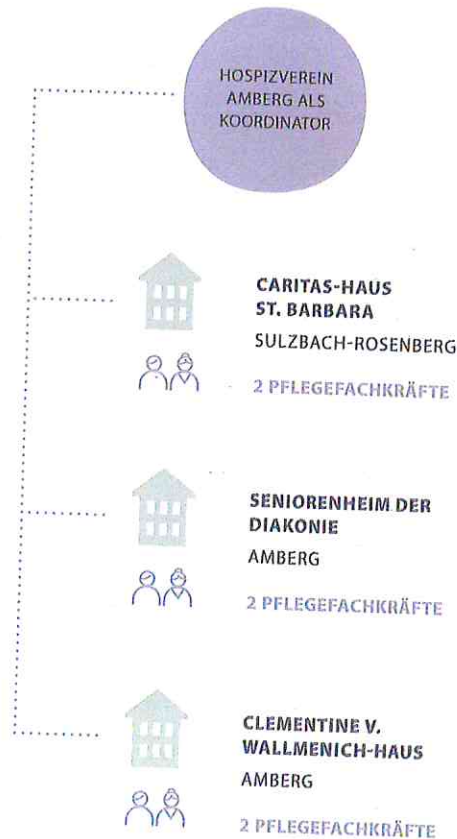 HOSPIZVEREIN
AMBERG ALS
KOORDINATOR
CARITAS-HAUS
ST. BARBARA
SULZBACH-ROSENBERG
2 PFLEGEFACHKRÄFTE
SENIORENHEIM DER
DIAKONIE
AMBERG
2 PFLEGEFACHKRÄFTE
CLEMENTINE V.
WALLMENICH-HAUS
AMBERG
2 PFLEGEFACHKRÄFTE